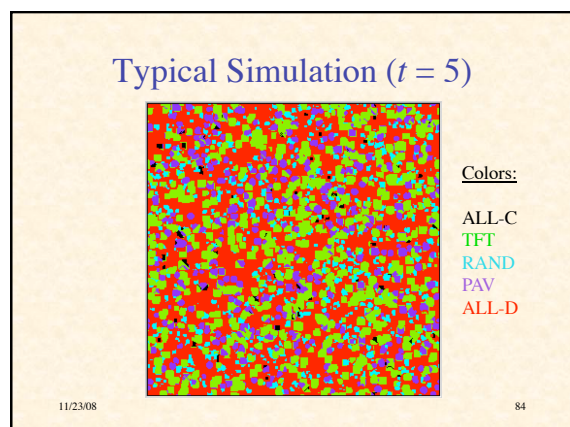 Typical Simulation (t = 5)
Colors:
ALL-C
TFT
RAND
PAV
ALL-D
11/23/08
84